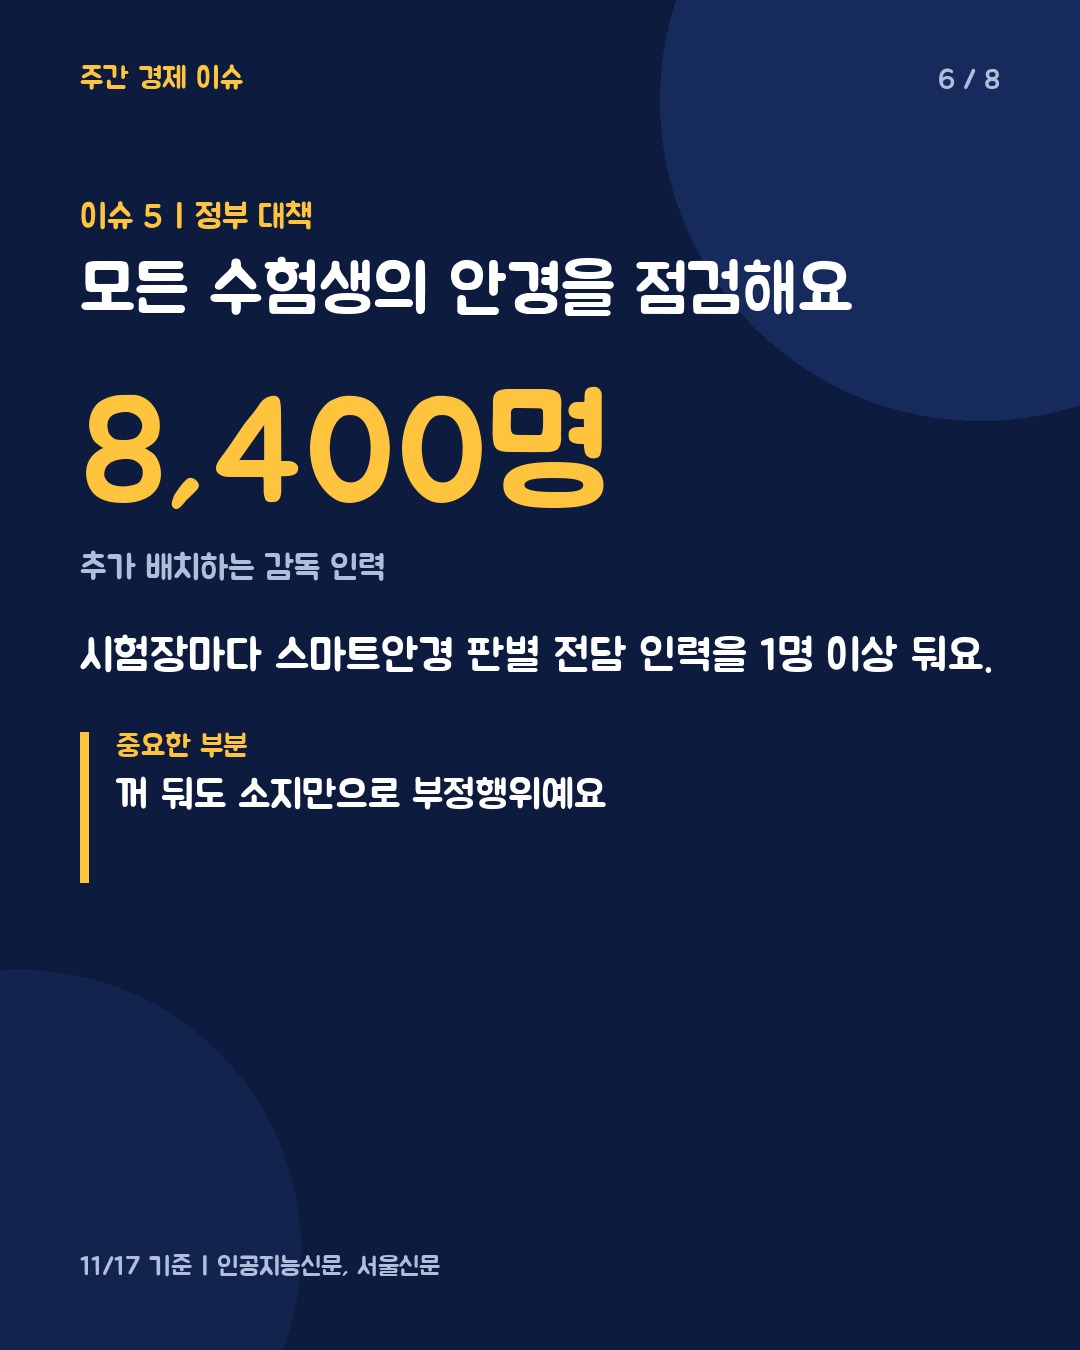 주간 경제 이슈
6 / 8
이슈 5 | 정부 대책
모든 수험생의 안경을 점검해요
8,400명
추가 배치하는 감독 인력
시험장마다 스마트안경 판별 전담 인력을 1명 이상 둬요.
중요한 부분
꺼 둬도 소지만으로 부정행위예요
11/17 기준 | 인공지능신문, 서울신문